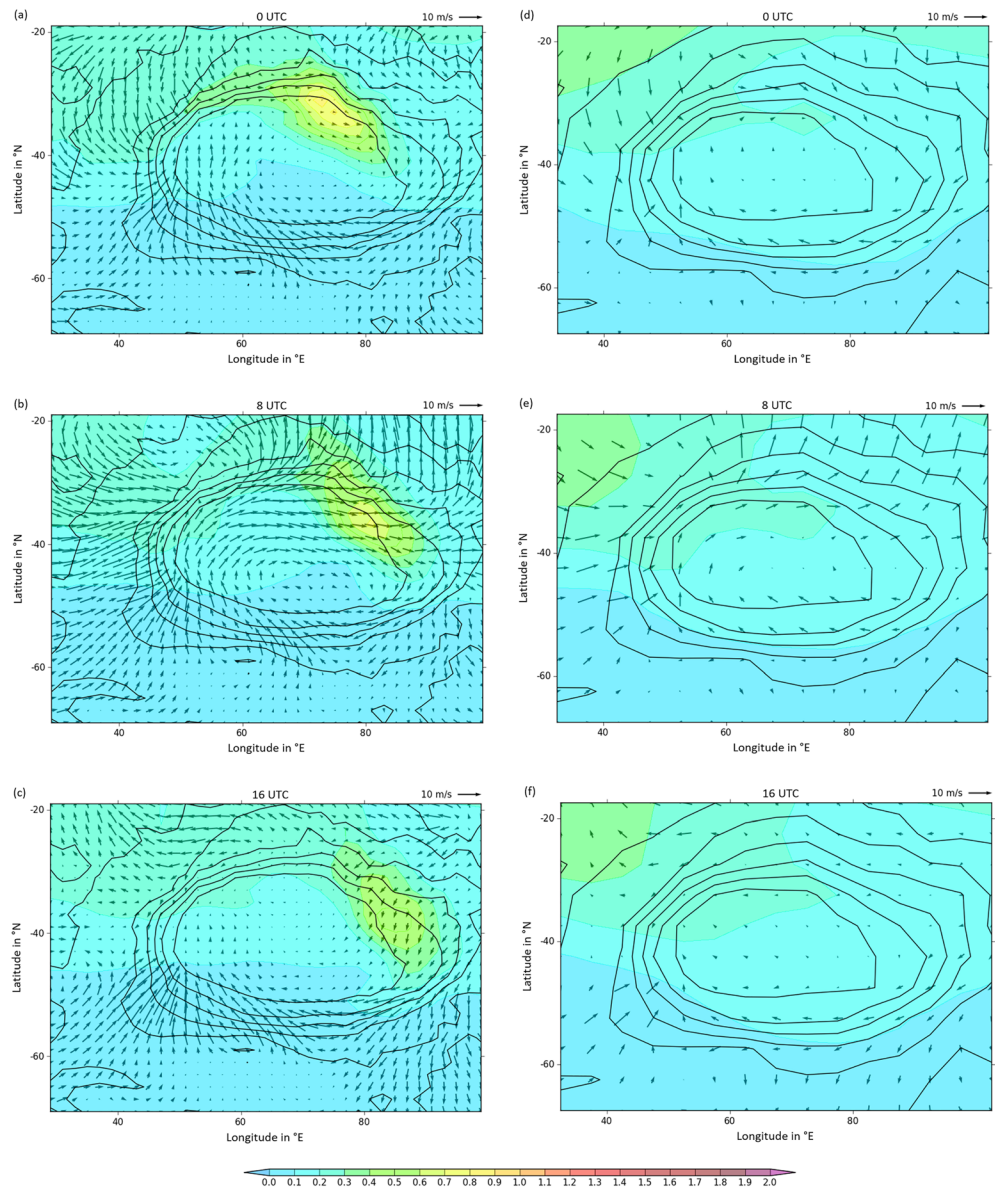 (a) 0 UTC 10 m/s
-20
-40
-60
Latitude in °N
40 60 80
Longitude in °E
(d) 0 UTC 10 m/s
-20
-40
-60
Latitude in °N
40 60 80
Longitude in °E
(b) 8 UTC 10 m/s
-20
-40
-60
Latitude in °N
40 60 80
Longitude in °E
(e) 8 UTC 10 m/s
-20
-40
-60
Latitude in °N
40 60 80
Longitude in °E
(c) 16 UTC 10 m/s
-20
-40
-60
Latitude in °N
40 60 80
Longitude in °E
(f) 16 UTC 10 m/s
-20
-40
-60
Latitude in °N
40 60 80
Longitude in °E
0.0 0.1 0.2 0.3 0.4 0.5 0.6 0.7 0.8 0.9 1.0 1.1 1.2 1.3 1.4 1.5 1.6 1.7 1.8 1.9 2.0